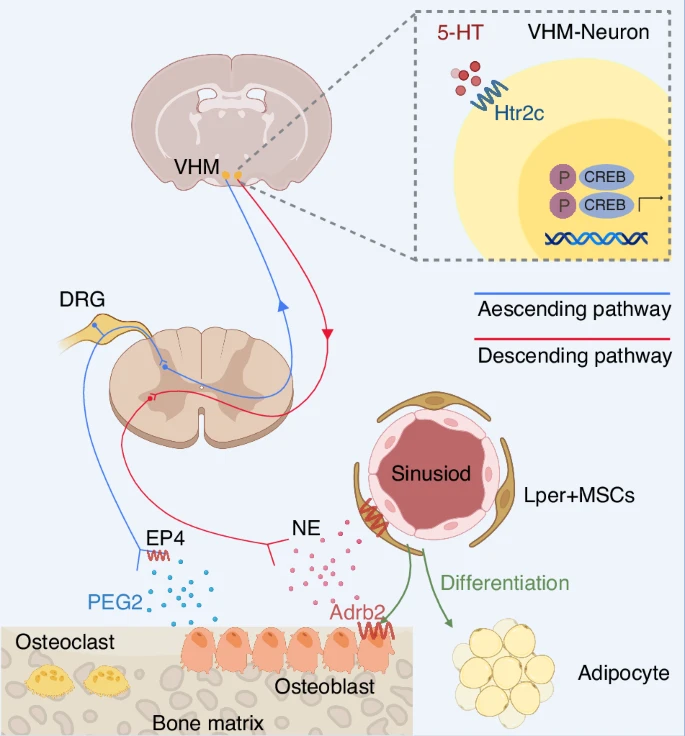 5-HT
VHM-Neuron
Htr2c
P
CREB
P
CREB
VHM
DRG
Aescending pathway
Descending pathway
Sinusiod
Lper+MSCs
EP4
NE
PEG2
Adrb2
Differentiation
Osteoclast
Osteoblast
Adipocyte
Bone matrix